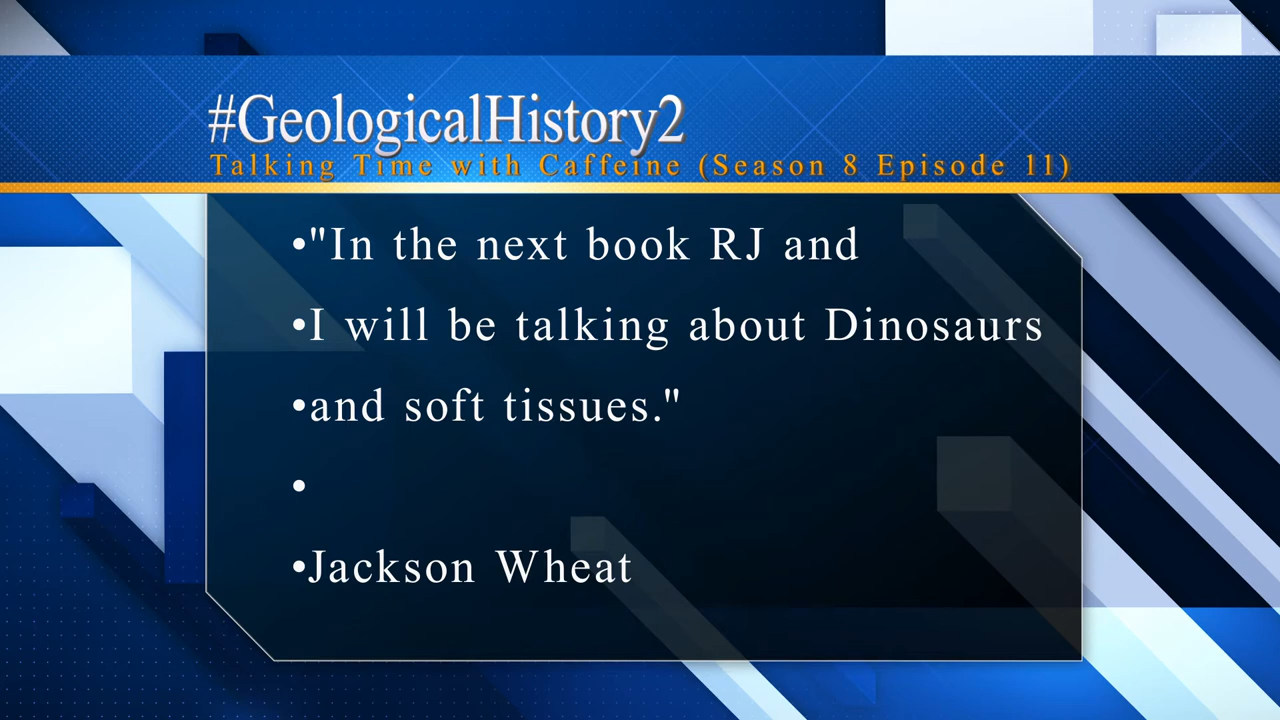 #GeologicalHistory2
Talking Time with Caffeine (Season 8 Episode 11)
•"In the next book RJ and
•I will be talking about Dinosaurs
•and soft tissues."
•
•Jackson Wheat